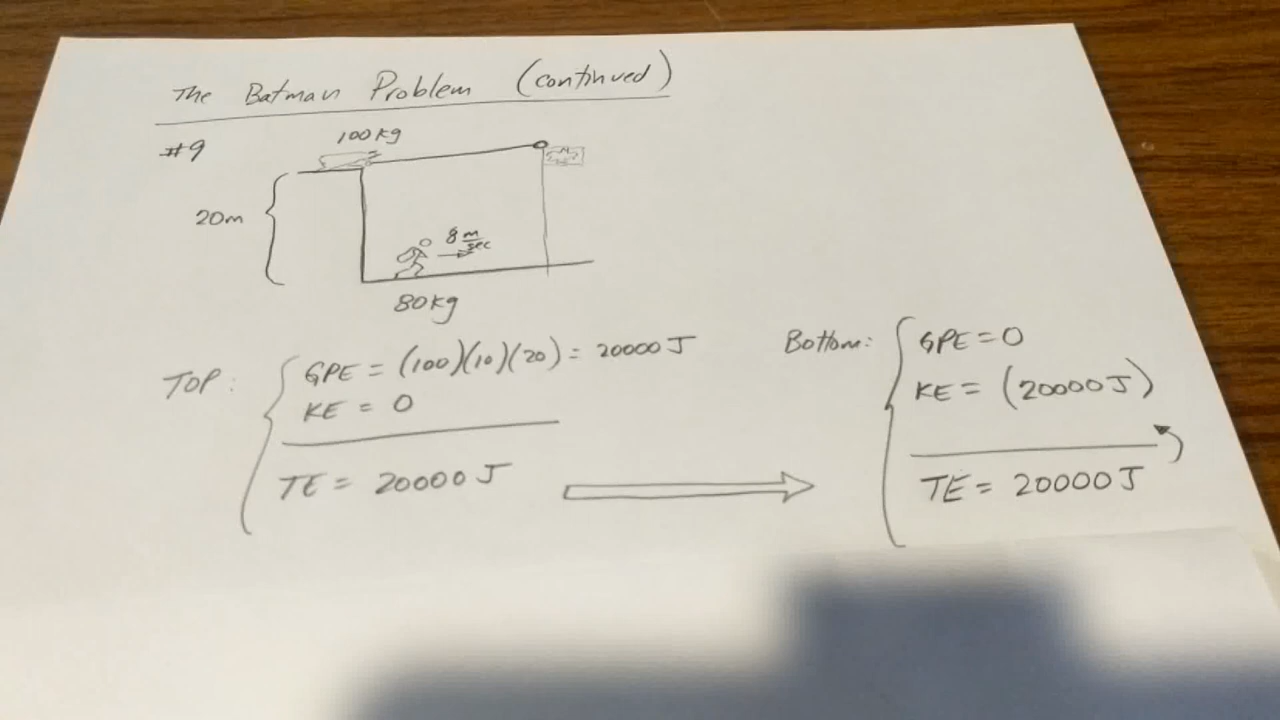 The Batman Problem (continued)
#9
100 kg
20m
8 m/sec
80 kg
TOP: GPE = (100)(10)(20) = 20000 J
KE = 0
TE = 20000 J
Bottom: GPE = 0
KE = (20000 J)
TE = 20000 J